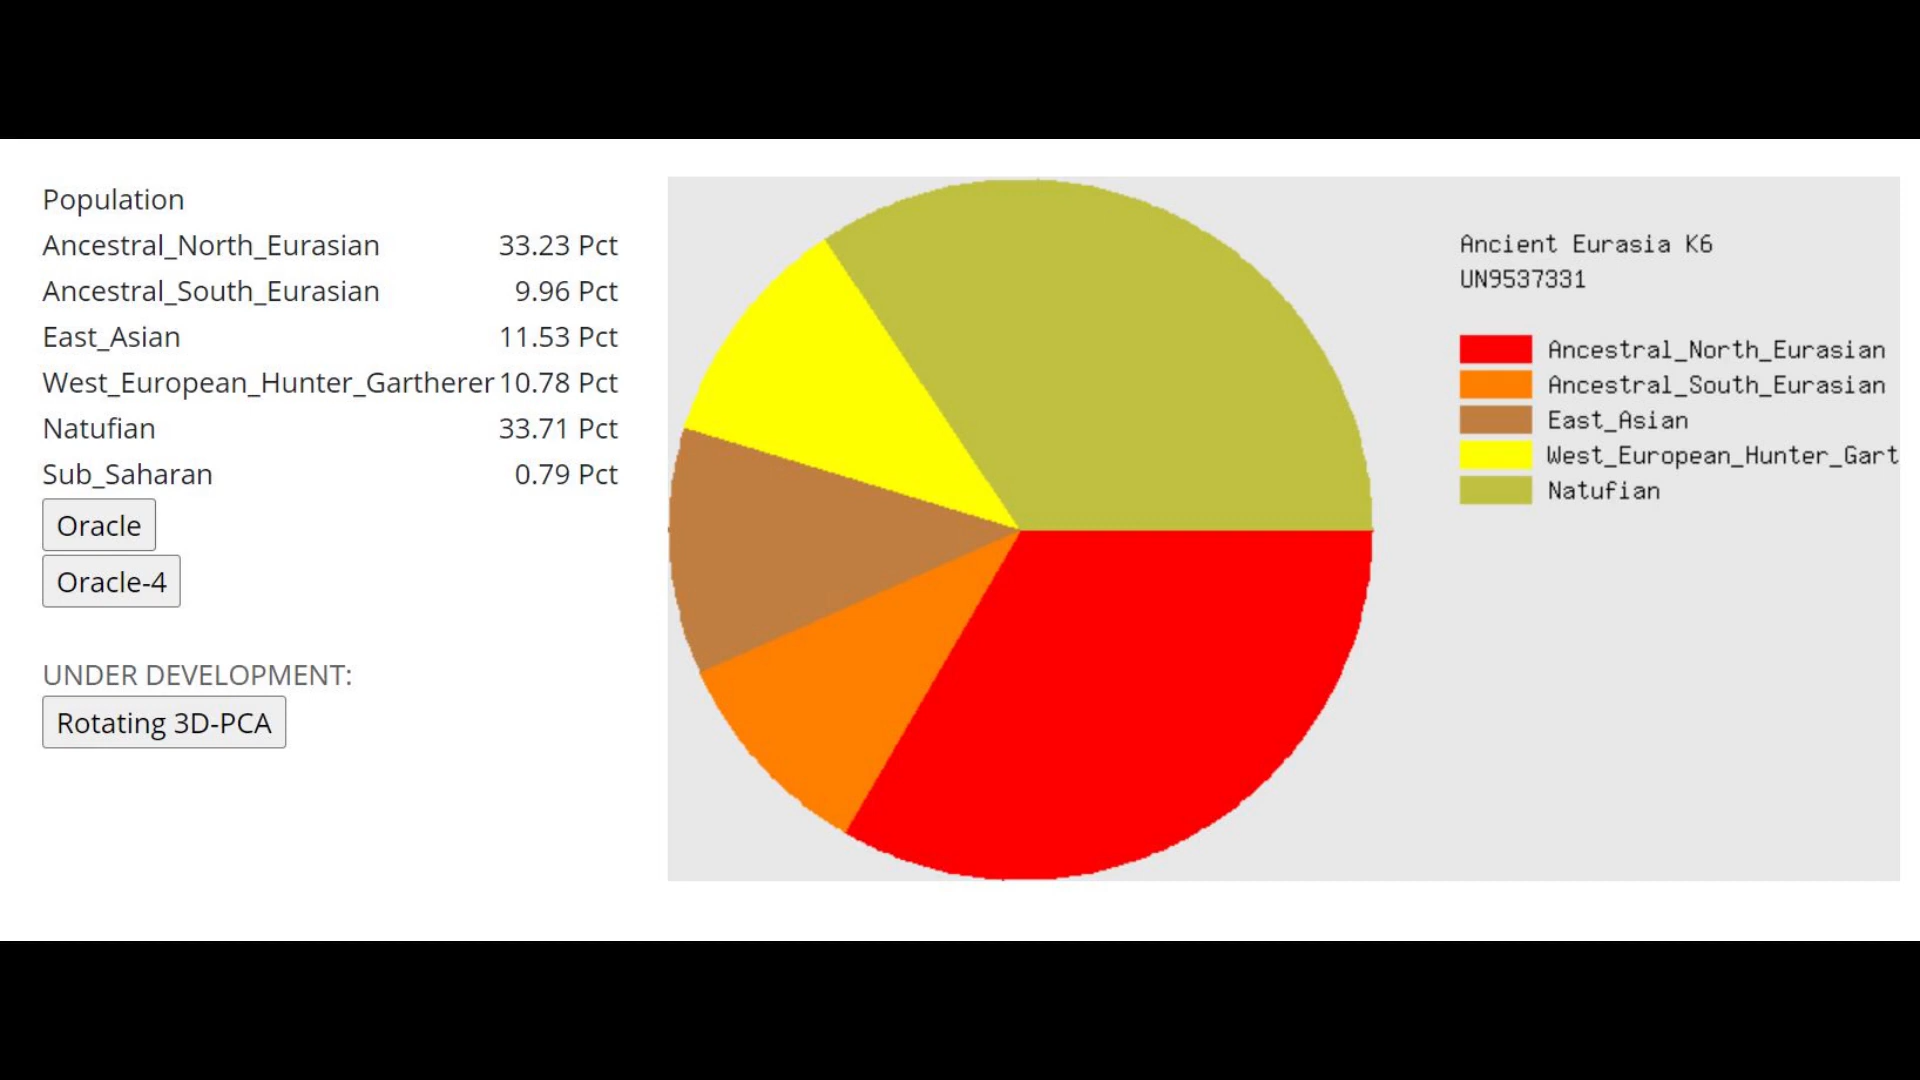 Population
Ancestral_North_Eurasian 33.23 Pct
Ancestral_South_Eurasian 9.96 Pct
East_Asian 11.53 Pct
West_European_Hunter_Gartherer 10.78 Pct
Natufian 33.71 Pct
Sub_Saharan 0.79 Pct
Oracle
Oracle-4
UNDER DEVELOPMENT:
Rotating 3D-PCA
Ancient Eurasia K6
UN9537331
Ancestral_North_Eurasian
Ancestral_South_Eurasian
East_Asian
West_European_Hunter_Gart
Natufian